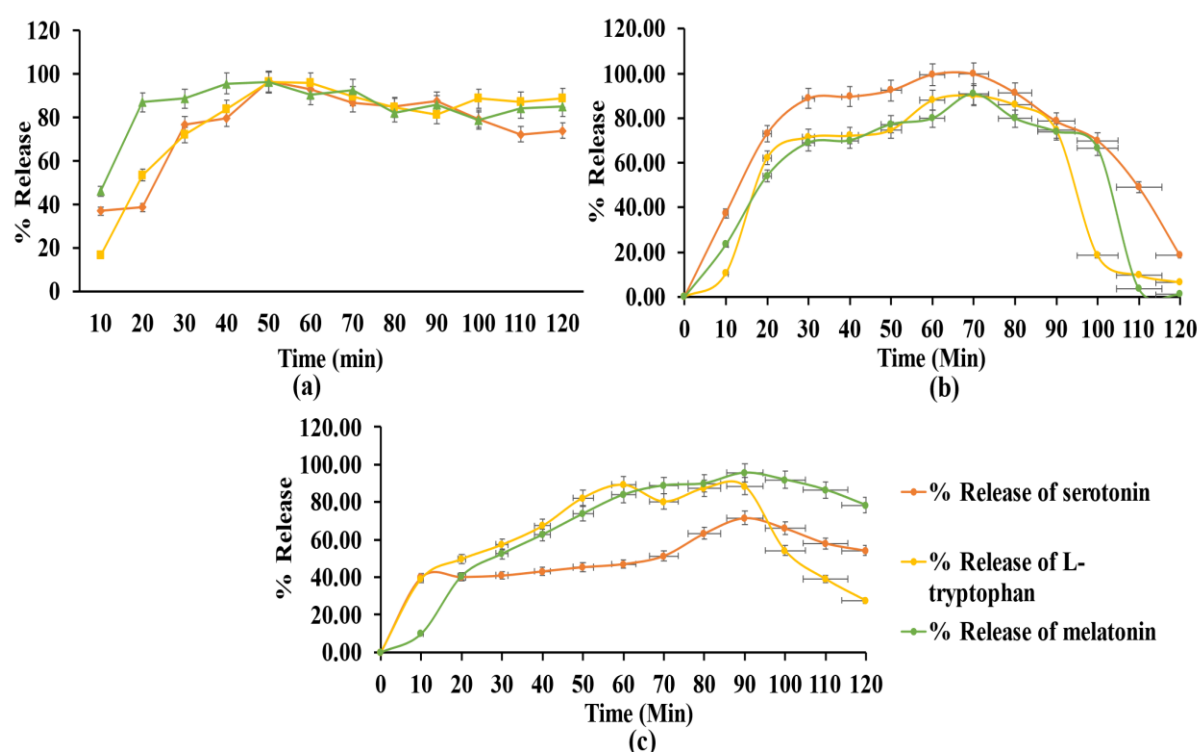 120
100
80
60
40
20
0
% Release
10 20 30 40 50 60 70 80 90 100 110 120
Time (min)
(a)
120.00
100.00
80.00
60.00
40.00
20.00
0.00
% Release
0 10 20 30 40 50 60 70 80 90 100 110 120
Time (Min)
(b)
120.00
100.00
80.00
60.00
40.00
20.00
0.00
% Release
0 10 20 30 40 50 60 70 80 90 100 110 120
Time (Min)
(c)
% Release of serotonin
% Release of L-
tryptophan
% Release of melatonin